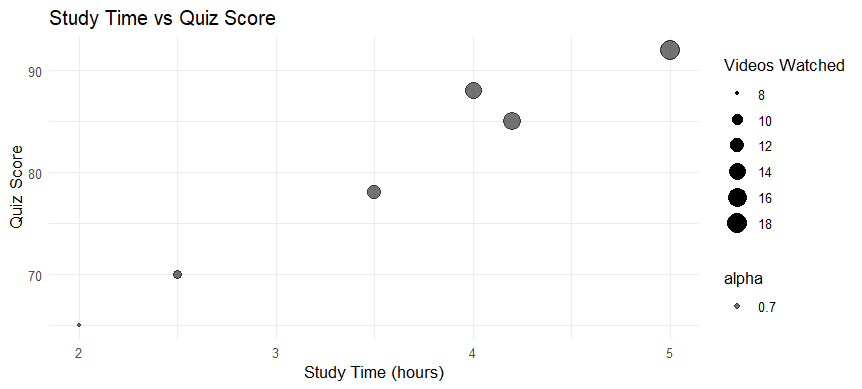 Study Time vs Quiz Score
90
80
70
Quiz Score
2
3
4
5
Study Time (hours)
Videos Watched
8
10
12
14
16
18
alpha
0.7